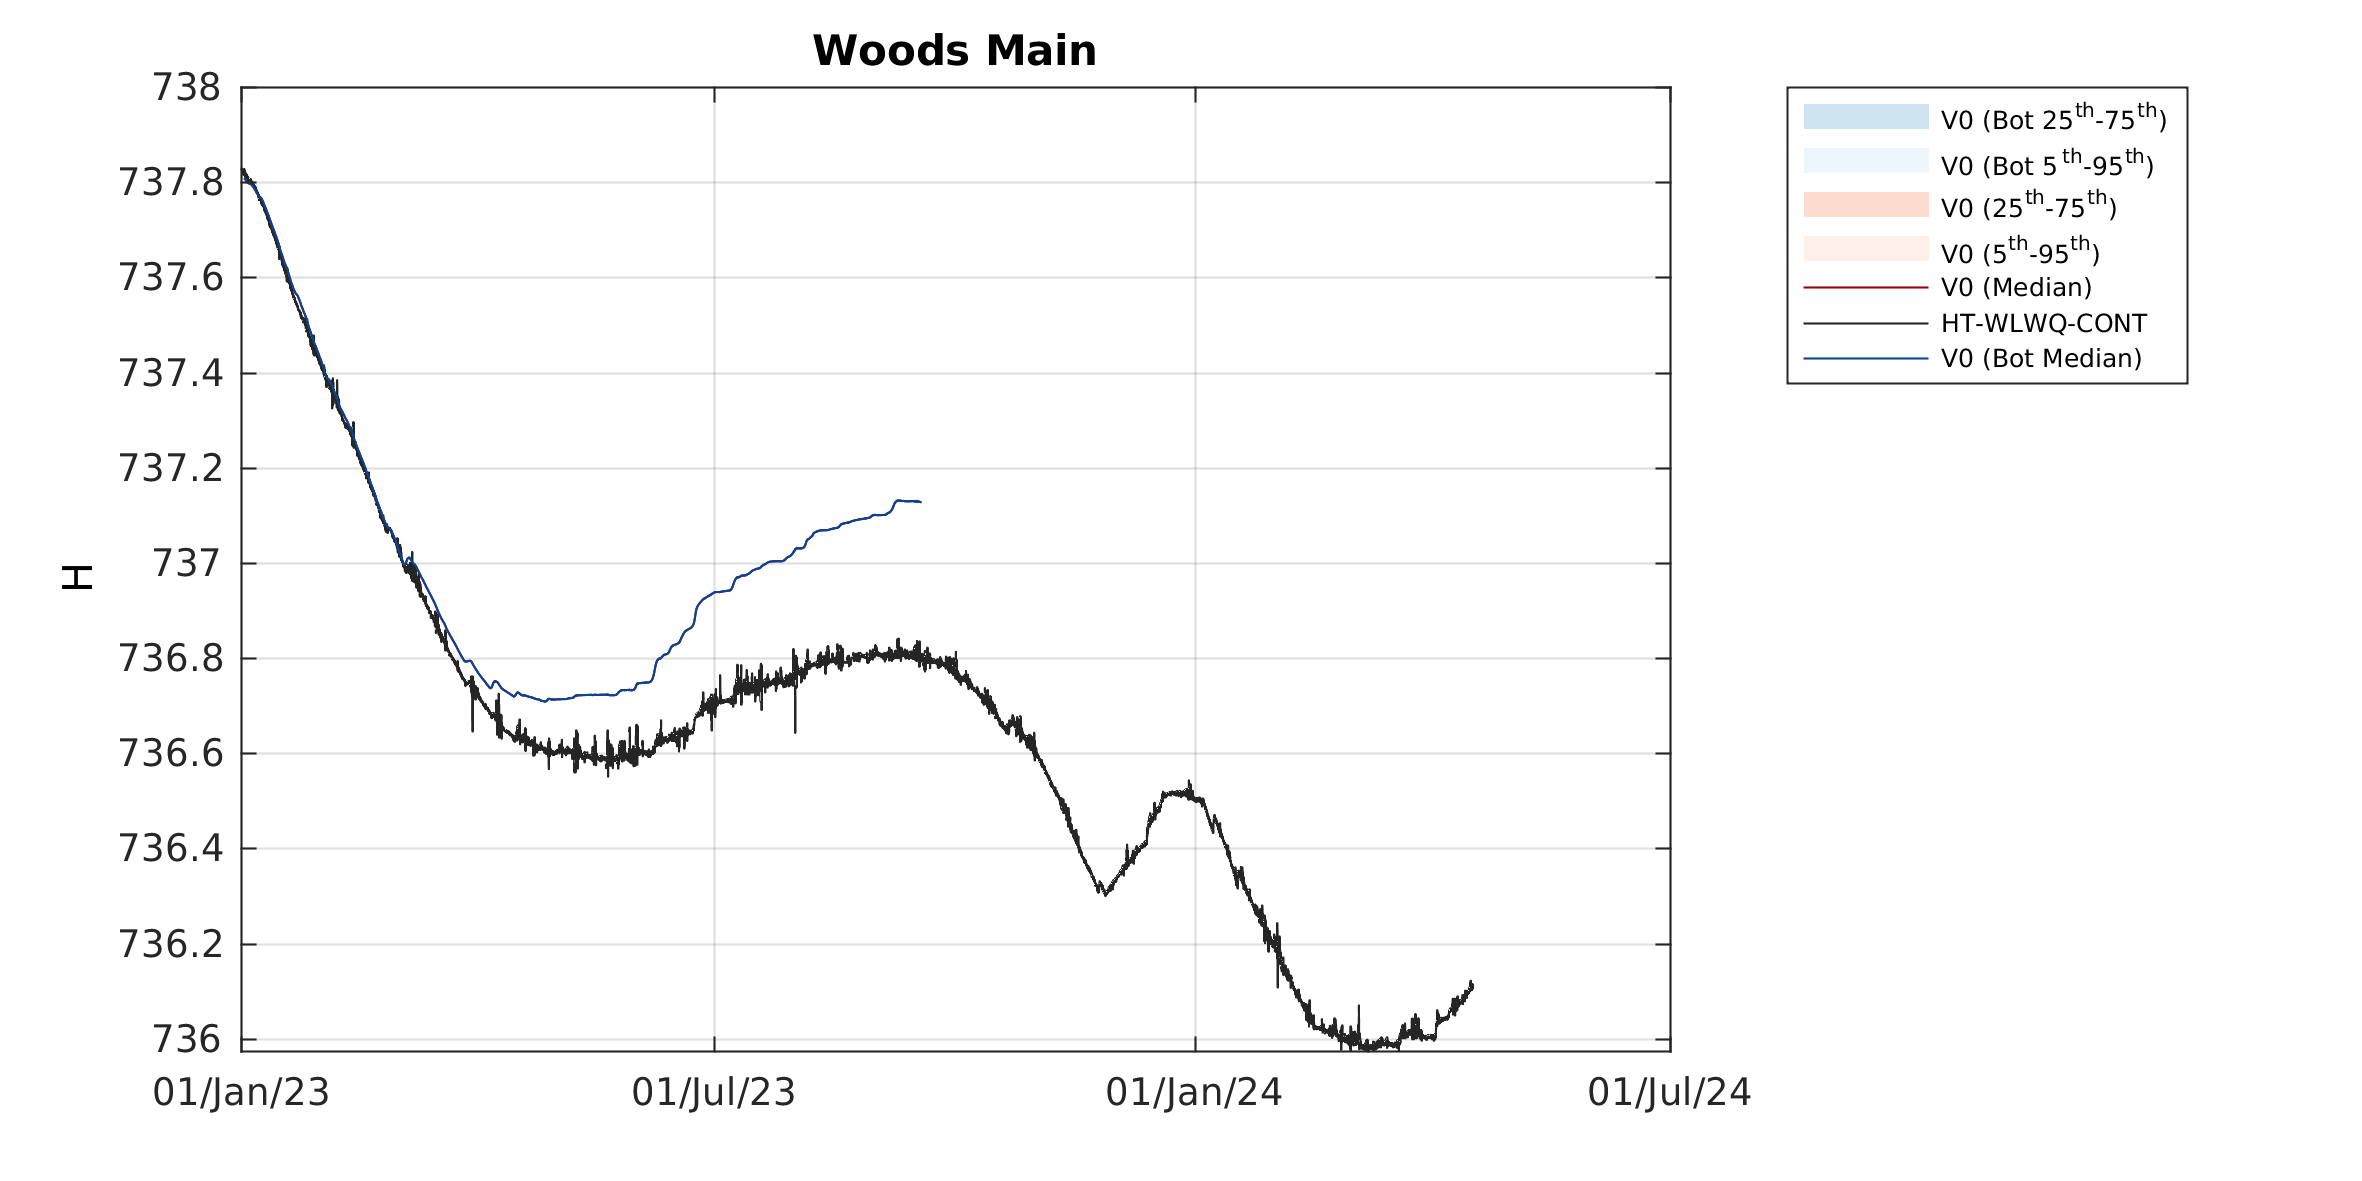 Woods Main
738
737.8
737.6
737.4
737.2
737
736.8
736.6
736.4
736.2
736
H
01/Jan/23
01/Jul/23
01/Jan/24
01/Jul/24
V0 (Bot 25th-75th)
V0 (Bot 5th-95th)
V0 (25th-75th)
V0 (5th-95th)
V0 (Median)
HT-WLWQ-CONT
V0 (Bot Median)